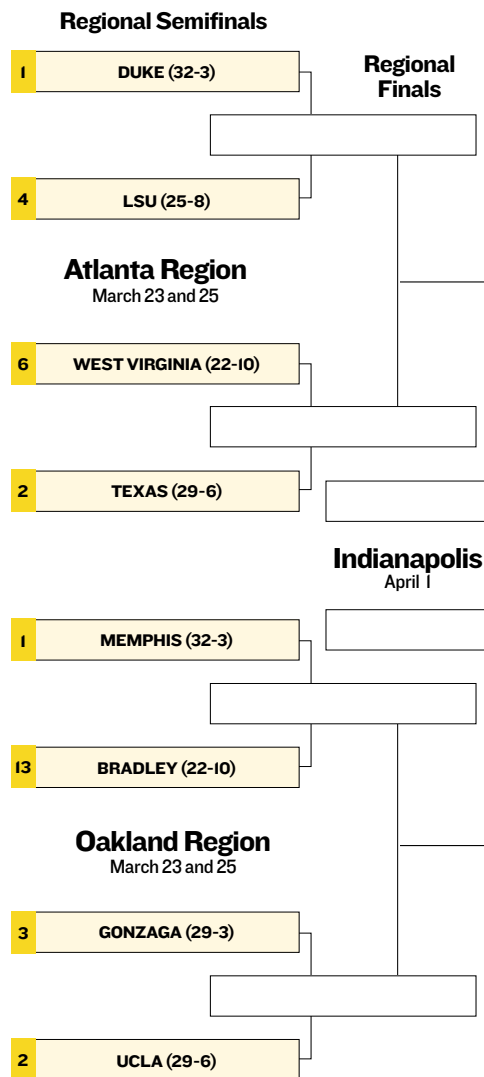 Regional Semifinals
1 DUKE (32-3)
Regional
Finals
4 LSU (25-8)
Atlanta Region
March 23 and 25
6 WEST VIRGINIA (22-10)
2 TEXAS (29-6)
Indianapolis
April 1
1 MEMPHIS (32-3)
13 BRADLEY (22-10)
Oakland Region
March 23 and 25
3 GONZAGA (29-3)
2 UCLA (29-6)